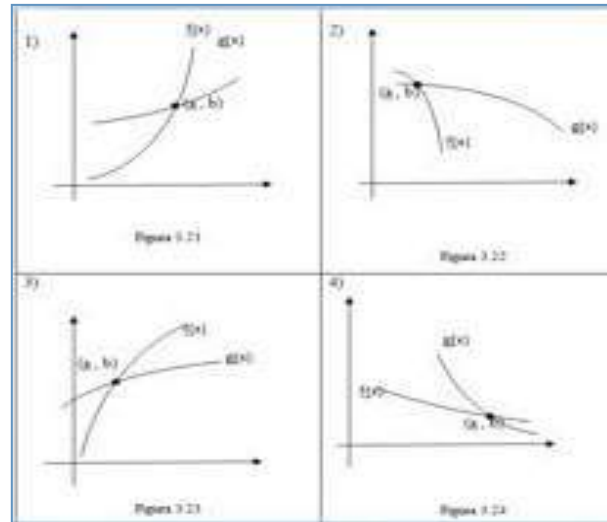 1)
f(x)
g(x)
(a , b)
Figura 3.21
2)
(a , b)
g(x)
f(x)
Figura 3.22
3)
f(x)
(a , b)
g(x)
Figura 3.23
4)
g(x)
f(x)
(a , b)
Figura 3.24